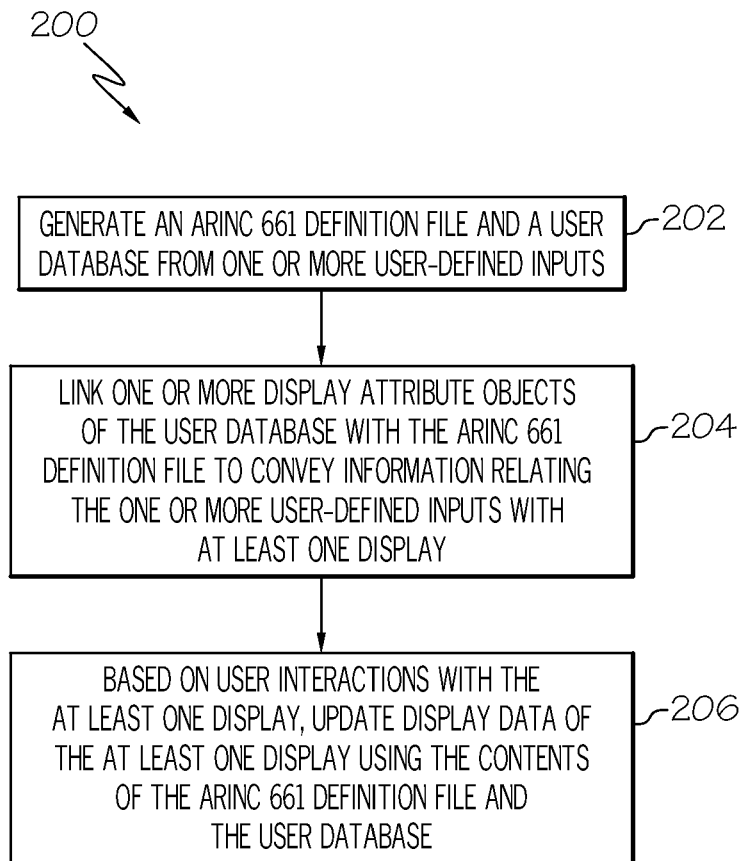 200
GENERATE AN ARINC 661 DEFINITION FILE AND A USER
DATABASE FROM ONE OR MORE USER-DEFINED INPUTS
202
LINK ONE OR MORE DISPLAY ATTRIBUTE OBJECTS
OF THE USER DATABASE WITH THE ARINC 661
DEFINITION FILE TO CONVEY INFORMATION RELATING
THE ONE OR MORE USER-DEFINED INPUTS WITH
AT LEAST ONE DISPLAY
204
BASED ON USER INTERACTIONS WITH THE
AT LEAST ONE DISPLAY, UPDATE DISPLAY DATA OF
THE AT LEAST ONE DISPLAY USING THE CONTENTS
OF THE ARINC 661 DEFINITION FILE AND
THE USER DATABASE
206